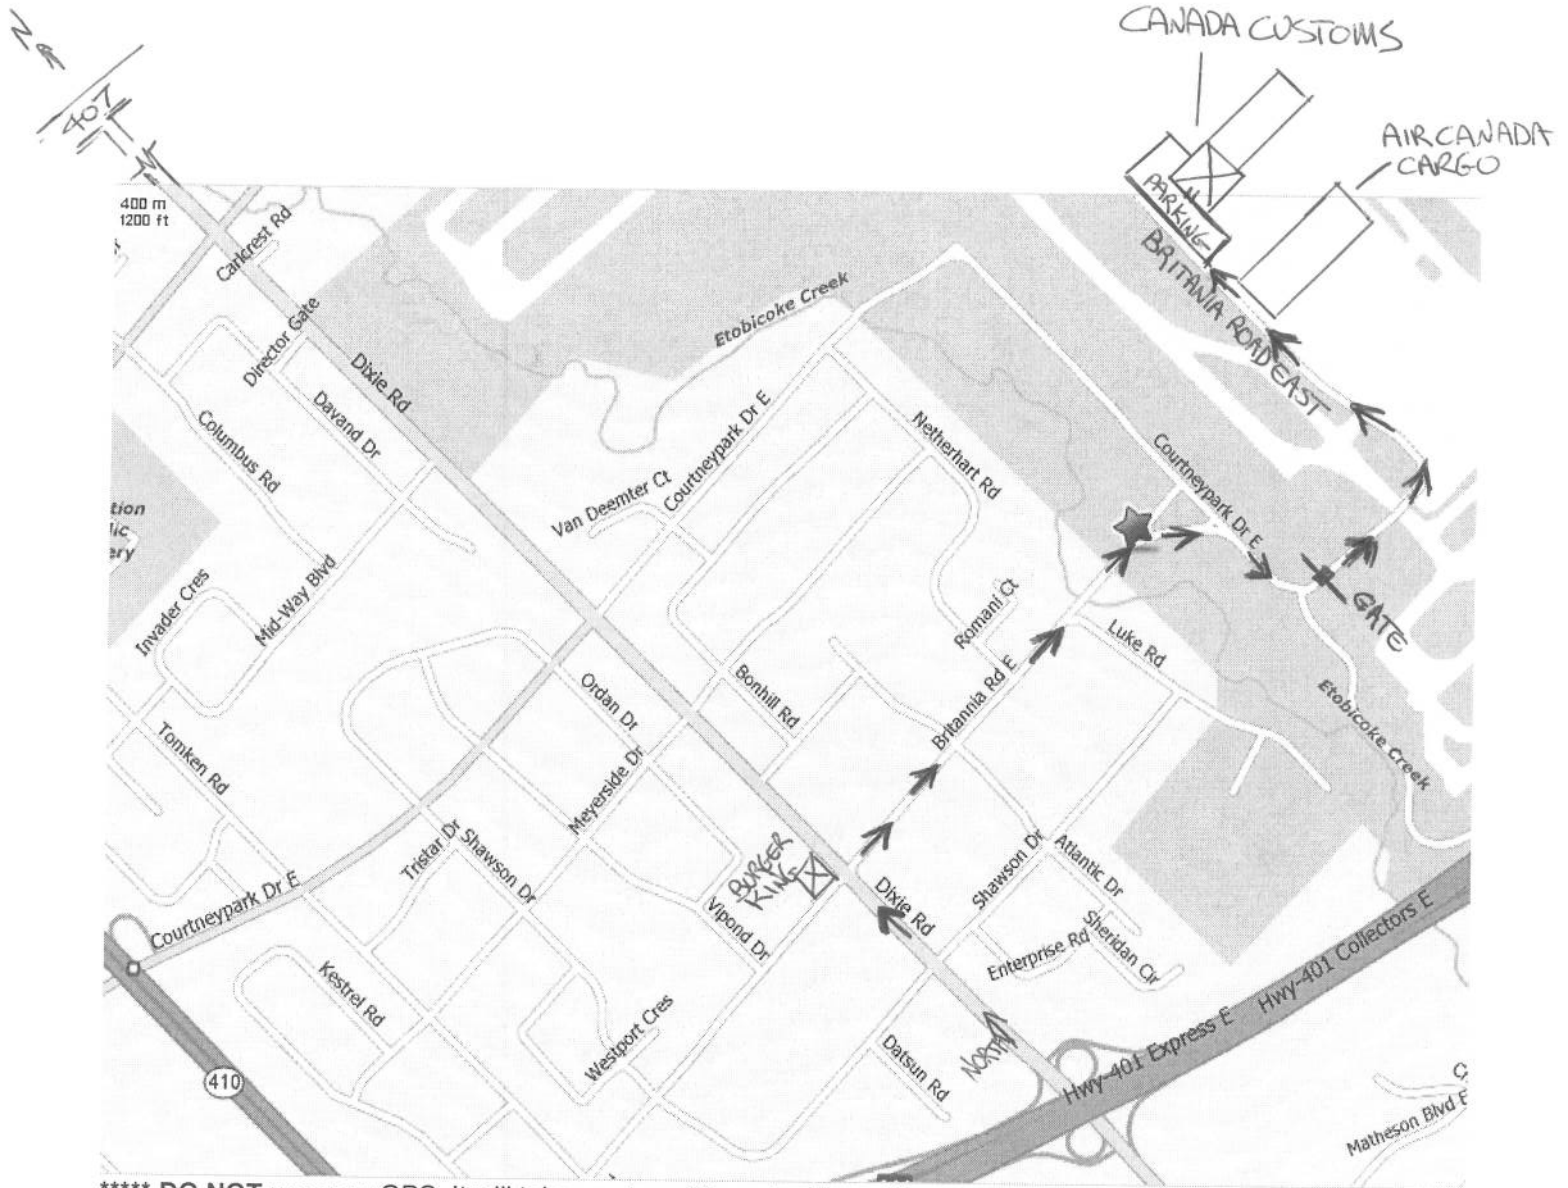 CANADA CUSTOMS
N
407
N
AIR CANADA
CARGO
PARKING
400 m
1200 ft
Carlcrest Rd
BRITANIA ROAD EAST
Etobicoke Creek
Director Gate
Dixie Rd
Davand Dr
Courtneypark Dr E
Netherhart Rd
Columbus Rd
Courtneypark Dr E
Van Deemter Ct
Invader Cres
Mid-Way Blvd
GATE
Romani Ct
Luke Rd
Britannia Rd E
Bonhill Rd
Ordan Dr
Etobicoke Creek
Tomken Rd
Meyerside Dr
Tristar Dr
Shawson Dr
BURGER
KING
Shawson Dr
Atlantic Dr
Dixie Rd
Courtneypark Dr E
Vipond Dr
Sheridan Cir
Enterprise Rd
Hwy-401 Collectors E
Kestrel Rd
Westport Cres
NORTH
Datsun Rd
Hwy-401 Express E
410
Matheson Blvd E
***** DO NOT